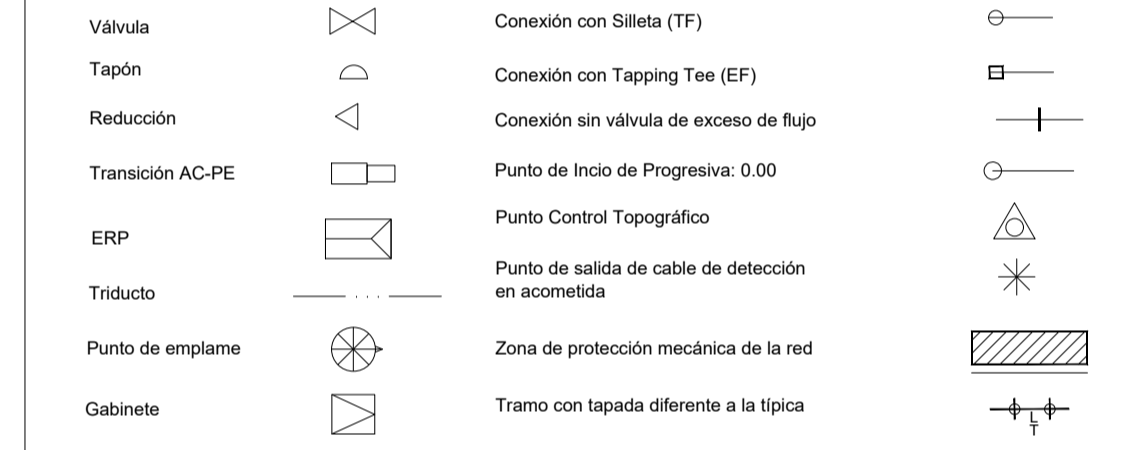 Válvula
Tapón
Reducción
Transición AC-PE
ERP
Triducto
Punto de emplame
Gabinete
Conexión con Silleta (TF)
Conexión con Tapping Tee (EF)
Conexión sin válvula de exceso de flujo
Punto de Incio de Progresiva: 0.00
Punto Control Topográfico
Punto de salida de cable de detección
en acometida
Zona de protección mecánica de la red
Tramo con tapada diferente a la típica
L
T